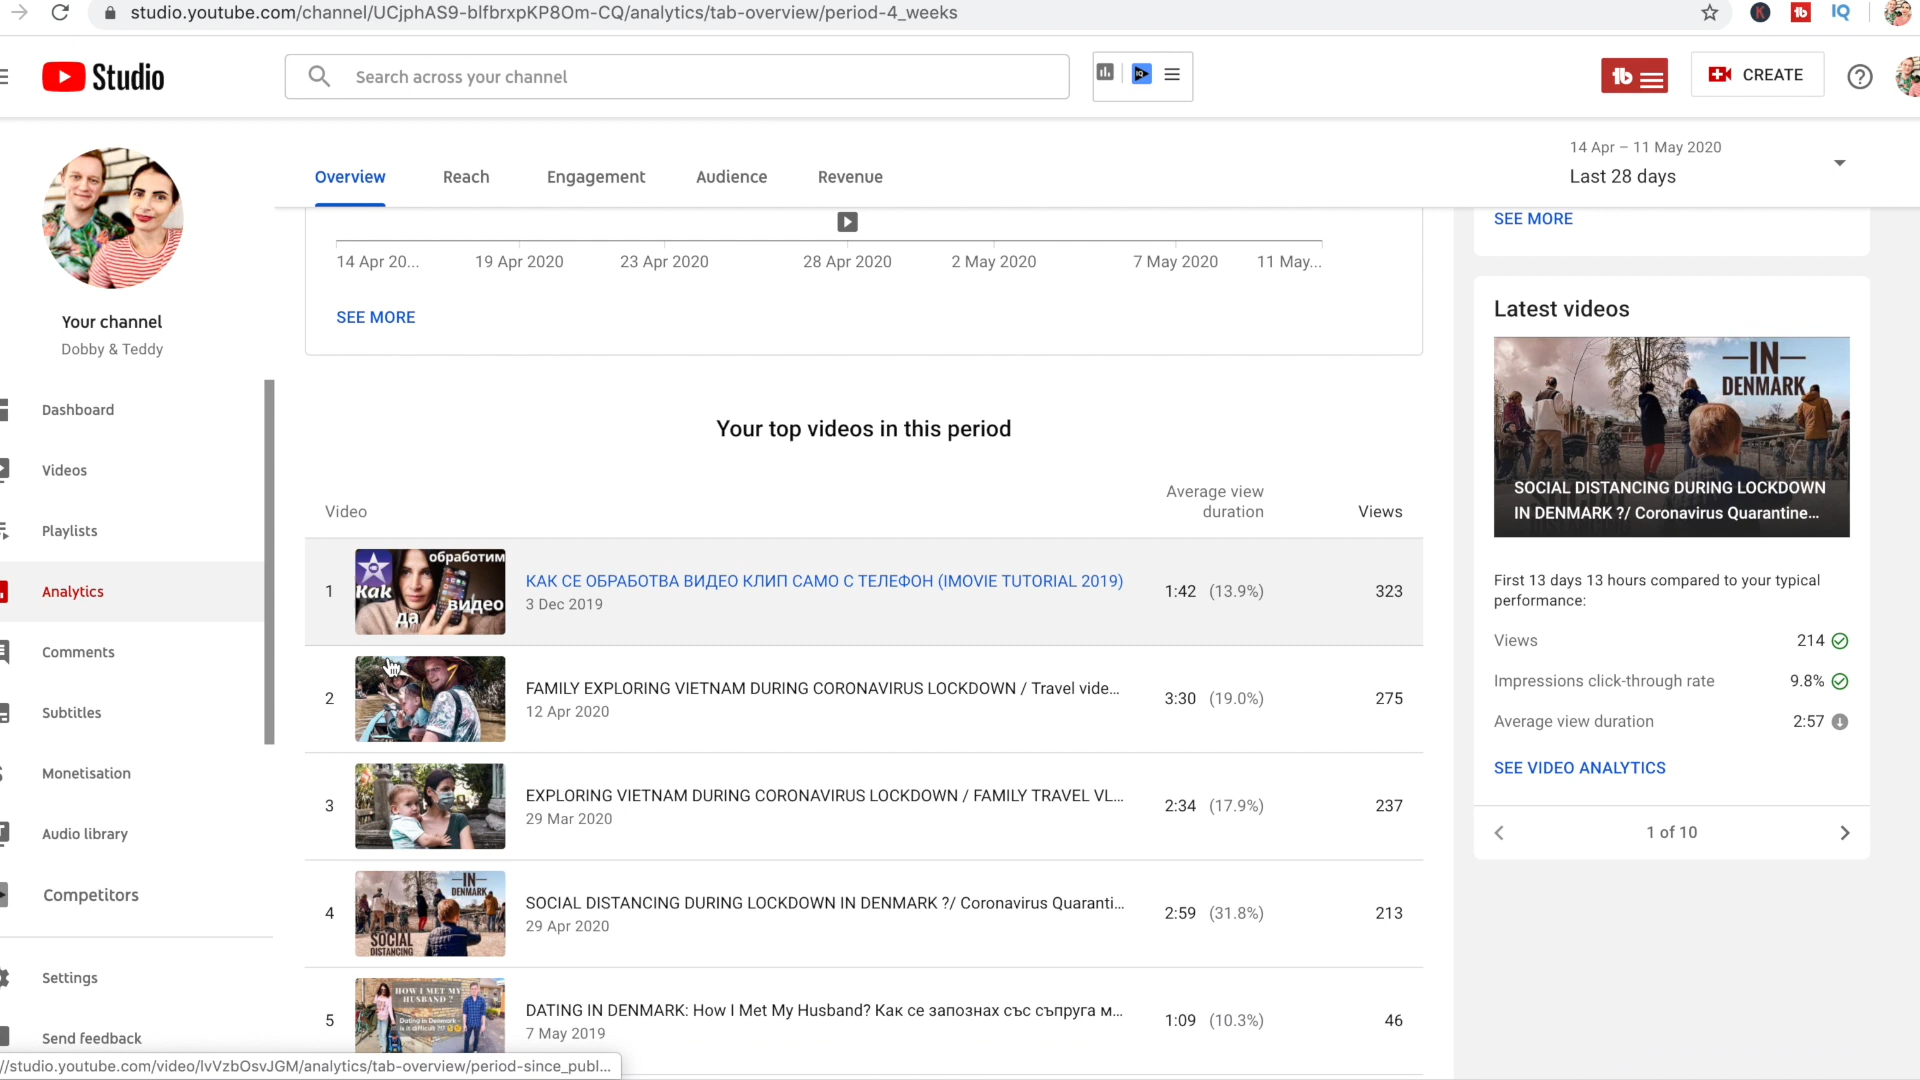 studio.youtube.com/channel/UCjphAS9-blfbrxpKP8Om-CQ/analytics/tab-overview/period-4_weeks
Studio
Search across your channel
CREATE
Your channel
Dobby & Teddy
Dashboard
Videos
Playlists
Analytics
Comments
Subtitles
Monetisation
Audio library
Competitors
Settings
Send feedback
Overview
Reach
Engagement
Audience
Revenue
14 Apr – 11 May 2020
Last 28 days
14 Apr 20...
19 Apr 2020
23 Apr 2020
28 Apr 2020
2 May 2020
7 May 2020
11 May...
SEE MORE
Your top videos in this period
Video
Average view
duration
Views
1
обработим
как
да
видео
КАК СЕ ОБРАБОТВА ВИДЕО КЛИП САМО С ТЕЛЕФОН (IMOVIE TUTORIAL 2019)
3 Dec 2019
1:42 (13.9%)
323
2
FAMILY EXPLORING VIETNAM DURING CORONAVIRUS LOCKDOWN / Travel vide...
12 Apr 2020
3:30 (19.0%)
275
3
EXPLORING VIETNAM DURING CORONAVIRUS LOCKDOWN / FAMILY TRAVEL VL...
29 Mar 2020
2:34 (17.9%)
237
4
IN
DENMARK
SOCIAL
DISTANCING
SOCIAL DISTANCING DURING LOCKDOWN IN DENMARK ?/ Coronavirus Quaranti...
29 Apr 2020
2:59 (31.8%)
213
5
HOW I MET MY
HUSBAND ?
Dating in Denmark
is it difficult ?!?
DATING IN DENMARK: How I Met My Husband? Как се запознах със съпруга м...
7 May 2019
1:09 (10.3%)
46
SEE MORE
Latest videos
IN
DENMARK
SOCIAL DISTANCING DURING LOCKDOWN
IN DENMARK ?/ Coronavirus Quarantine...
First 13 days 13 hours compared to your typical
performance:
Views 214
Impressions click-through rate 9.8%
Average view duration 2:57
SEE VIDEO ANALYTICS
1 of 10
//studio.youtube.com/video/lvVzbOsvJGM/analytics/tab-overview/period-since_publ...